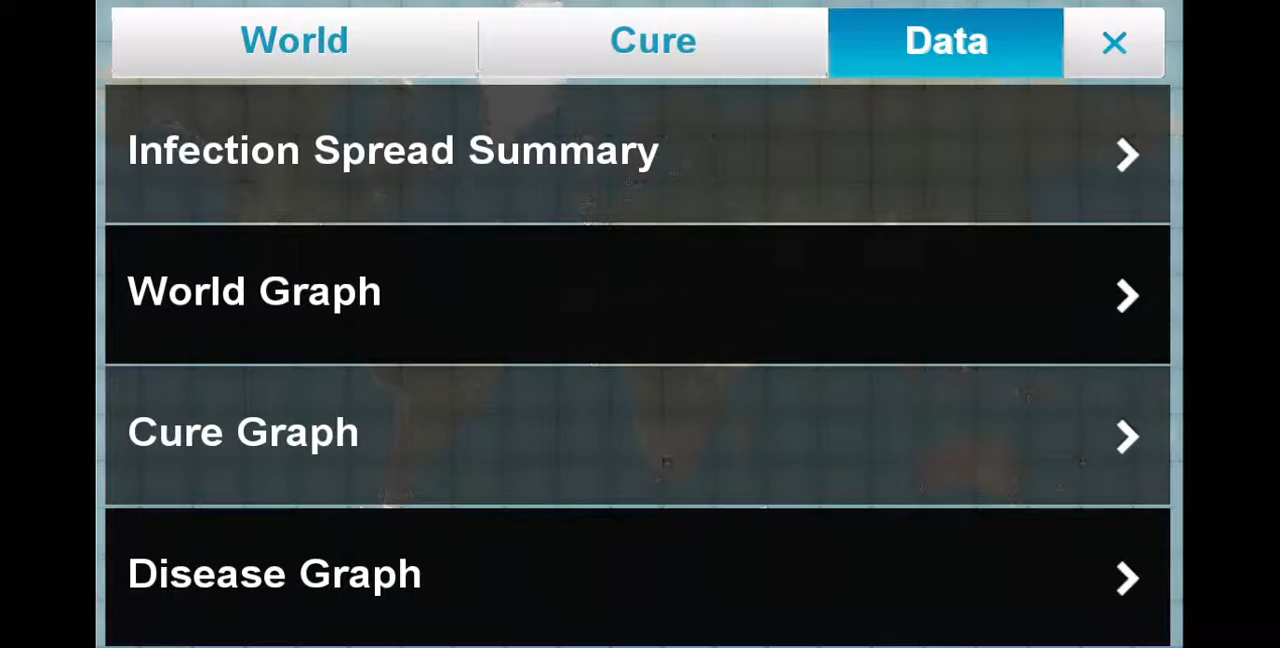 World
Cure
Data
Infection Spread Summary
World Graph
Cure Graph
Disease Graph